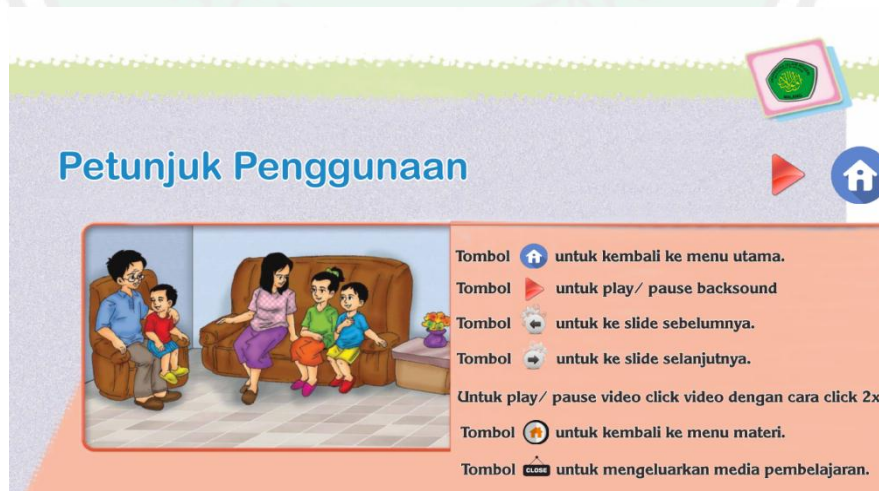 Petunjuk Penggunaan
Tombol untuk kembali ke menu utama.
Tombol untuk play/ pause backsound
Tombol untuk ke slide sebelumnya.
Tombol untuk ke slide selanjutnya.
Untuk play/ pause video click video dengan cara click 2x
Tombol untuk kembali ke menu materi.
Tombol CLOSE untuk mengeluarkan media pembelajaran.